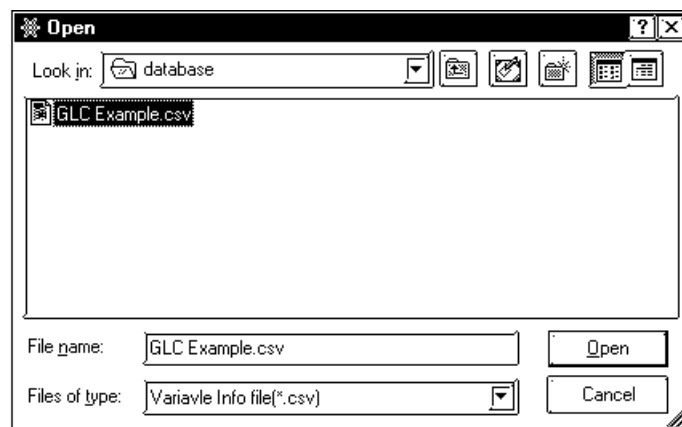 Open
Look in: database
GLC Example.csv
File name: GLC Example.csv
Open
Files of type: Variavle Info file(*.csv)
Cancel